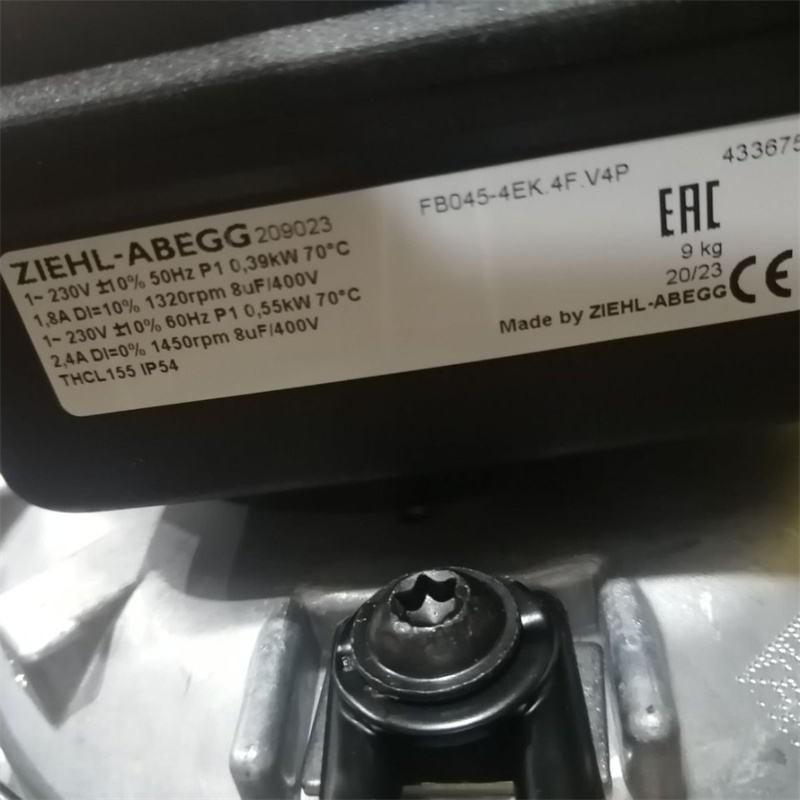 ZIEHL-ABEGG 209023
1~ 230V ±10% 50Hz P1 0,39kW 70°C
1,8A DI=10% 1320rpm 8uF/400V
1~ 230V ±10% 60Hz P1 0,55kW 70°C
2,4A DI=0% 1450rpm 8uF/400V
THCL155 IP54
FB045-4EK.4F.V4P
433675
EAC
9 kg
20/23
Made by ZIEHL-ABEGG CE